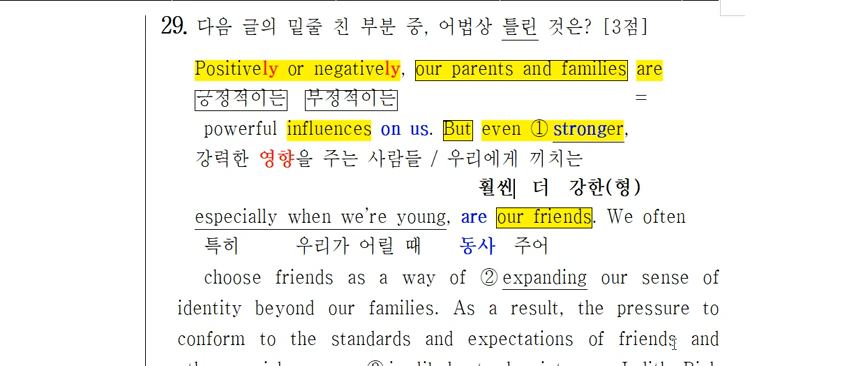 29. 다음 글의 밑줄 친 부분 중, 어법상 틀린 것은? [3점]
Positively or negatively, our parents and families are
긍정적이든 부정적이든 =
powerful influences on us. But even ① stronger,
강력한 영향을 주는 사람들 / 우리에게 끼치는
훨씬 더 강한(형)
especially when we're young, are our friends. We often
특히 우리가 어릴 때 동사 주어
choose friends as a way of ② expanding our sense of
identity beyond our families. As a result, the pressure to
conform to the standards and expectations of friends and